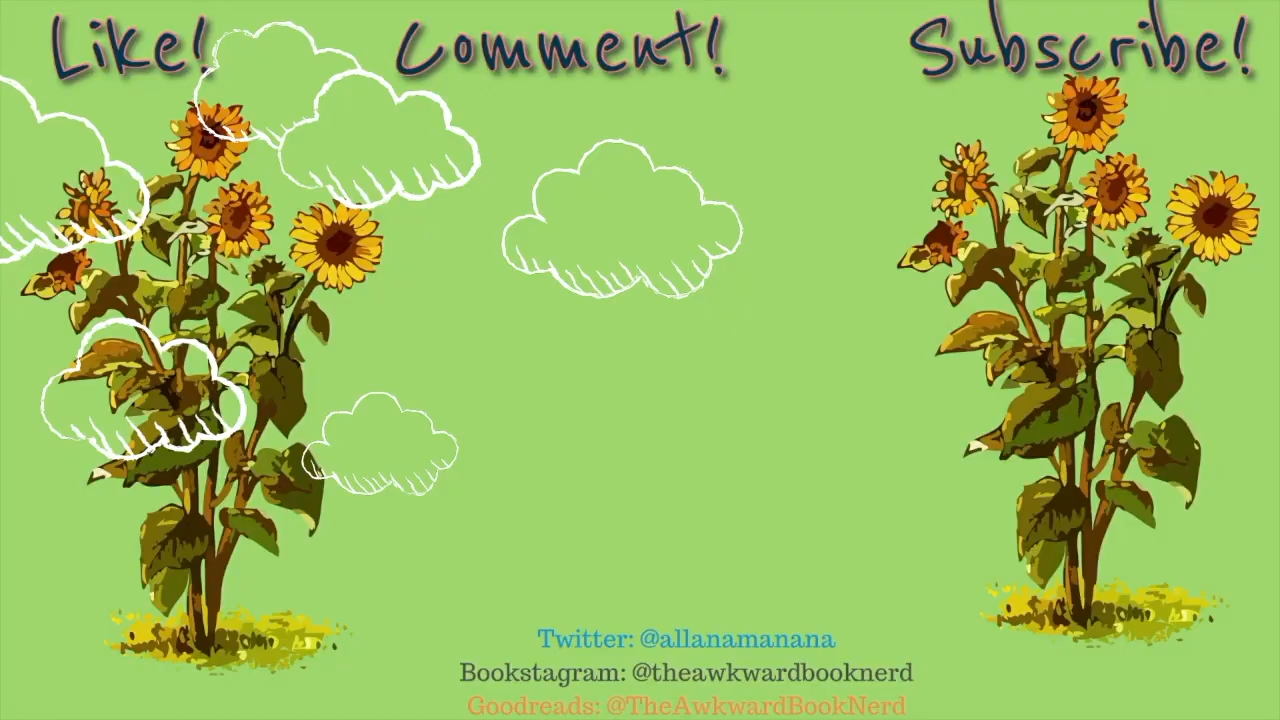 Like! Comment! Subscribe!
Twitter: @allanamanana
Bookstagram: @theawkwardbooknerd
Goodreads: @TheAwkwardBookNerd